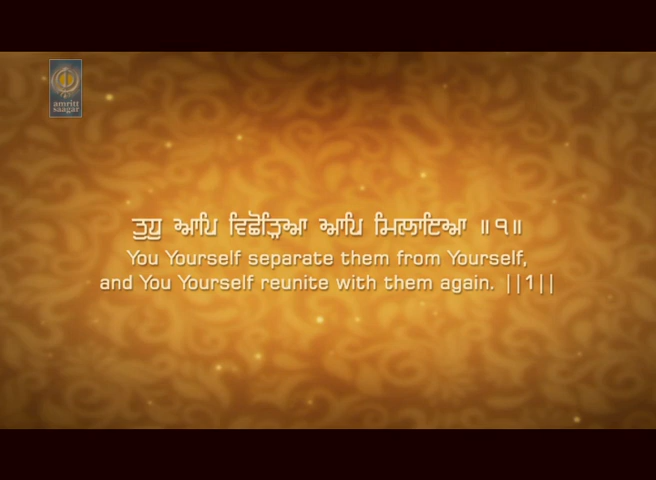 amritt
saagar
ਤੁਧੁ ਆਪਿ ਵਿਛੋੜਿਆ ਆਪਿ ਮਿਲਾਇਆ ॥੧॥
You Yourself separate them from Yourself,
and You Yourself reunite with them again. ||1||